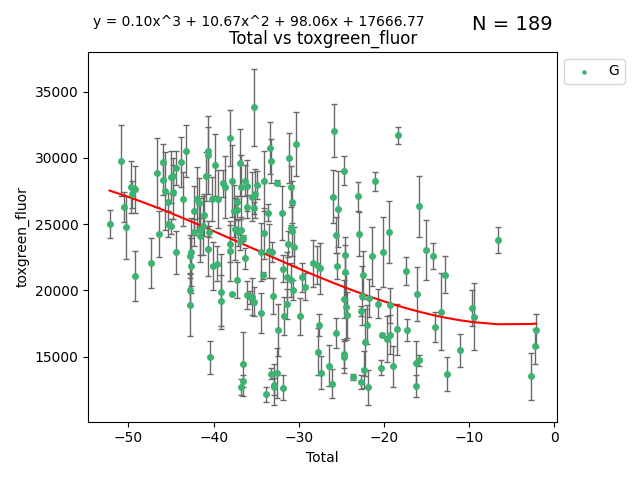 y = 0.10x^3 + 10.67x^2 + 98.06x + 17666.77
N = 189
Total vs toxgreen_fluor
G
35000
30000
25000
20000
15000
toxgreen_fluor
−50 −40 −30 −20 −10 0
Total